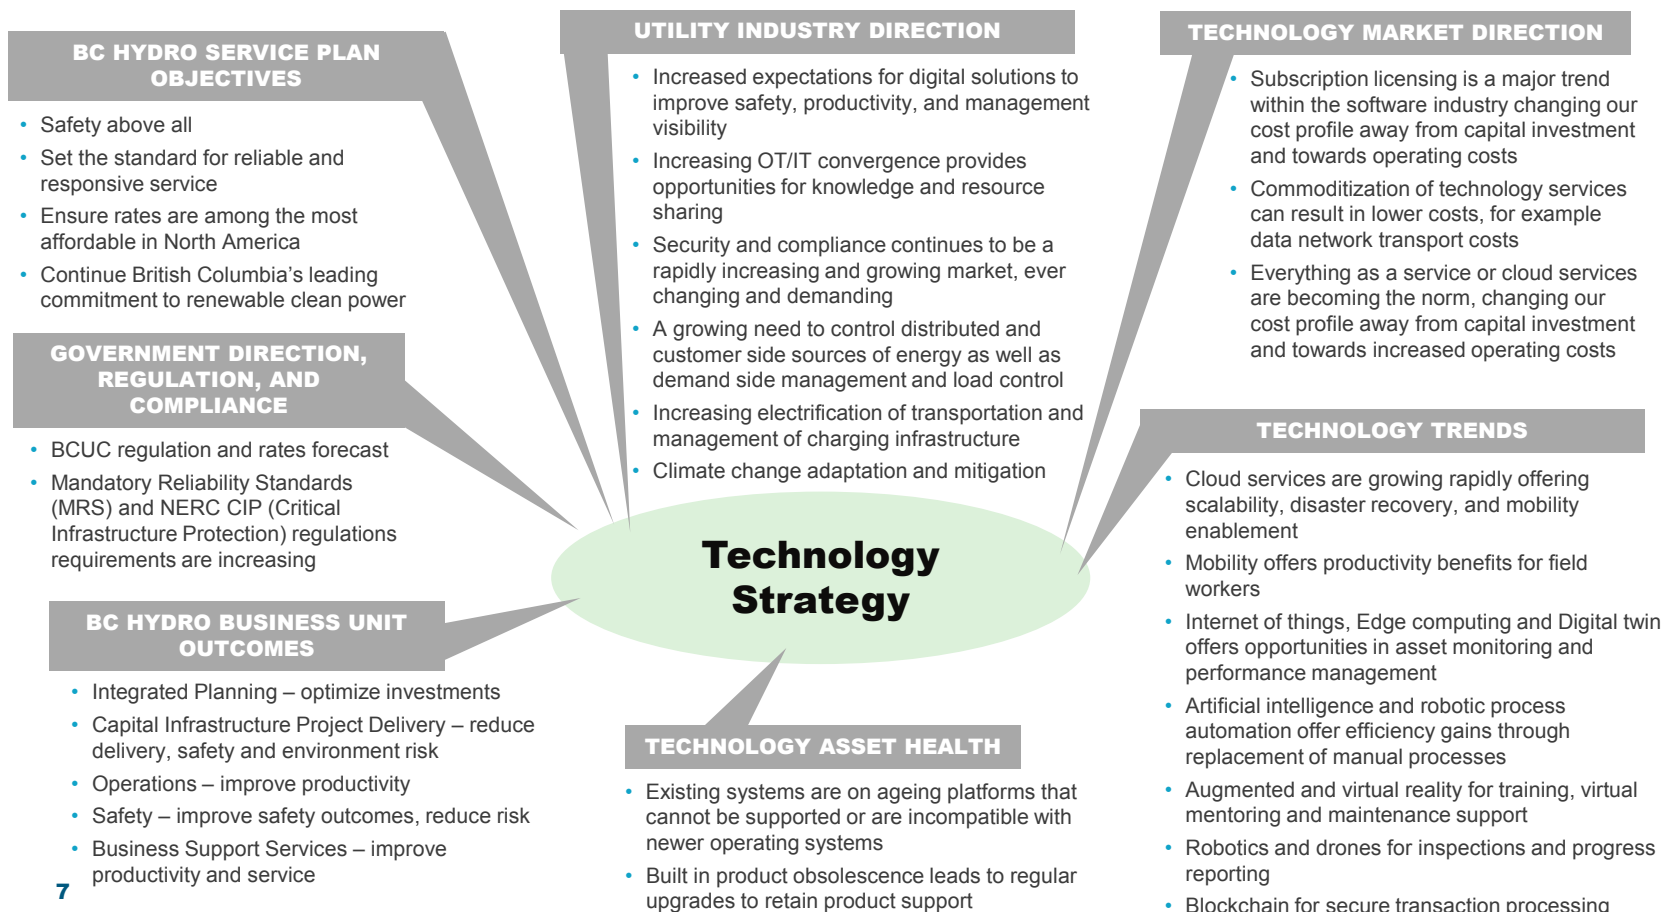 BC HYDRO SERVICE PLAN
OBJECTIVES
• Safety above all
• Set the standard for reliable and
responsive service
• Ensure rates are among the most
affordable in North America
• Continue British Columbia's leading
commitment to renewable clean power
GOVERNMENT DIRECTION,
REGULATION, AND
COMPLIANCE
• BCUC regulation and rates forecast
• Mandatory Reliability Standards
(MRS) and NERC CIP (Critical
Infrastructure Protection) regulations
requirements are increasing
BC HYDRO BUSINESS UNIT
OUTCOMES
• Integrated Planning – optimize investments
• Capital Infrastructure Project Delivery – reduce
delivery, safety and environment risk
• Operations – improve productivity
• Safety – improve safety outcomes, reduce risk
• Business Support Services – improve
productivity and service
7
UTILITY INDUSTRY DIRECTION
• Increased expectations for digital solutions to
improve safety, productivity, and management
visibility
• Increasing OT/IT convergence provides
opportunities for knowledge and resource
sharing
• Security and compliance continues to be a
rapidly increasing and growing market, ever
changing and demanding
• A growing need to control distributed and
customer side sources of energy as well as
demand side management and load control
• Increasing electrification of transportation and
management of charging infrastructure
• Climate change adaptation and mitigation
Technology
Strategy
TECHNOLOGY ASSET HEALTH
• Existing systems are on ageing platforms that
cannot be supported or are incompatible with
newer operating systems
• Built in product obsolescence leads to regular
upgrades to retain product support
TECHNOLOGY MARKET DIRECTION
• Subscription licensing is a major trend
within the software industry changing our
cost profile away from capital investment
and towards operating costs
• Commoditization of technology services
can result in lower costs, for example
data network transport costs
• Everything as a service or cloud services
are becoming the norm, changing our
cost profile away from capital investment
and towards increased operating costs
TECHNOLOGY TRENDS
• Cloud services are growing rapidly offering
scalability, disaster recovery, and mobility
enablement
• Mobility offers productivity benefits for field
workers
• Internet of things, Edge computing and Digital twin
offers opportunities in asset monitoring and
performance management
• Artificial intelligence and robotic process
automation offer efficiency gains through
replacement of manual processes
• Augmented and virtual reality for training, virtual
mentoring and maintenance support
• Robotics and drones for inspections and progress
reporting
• Blockchain for secure transaction processing